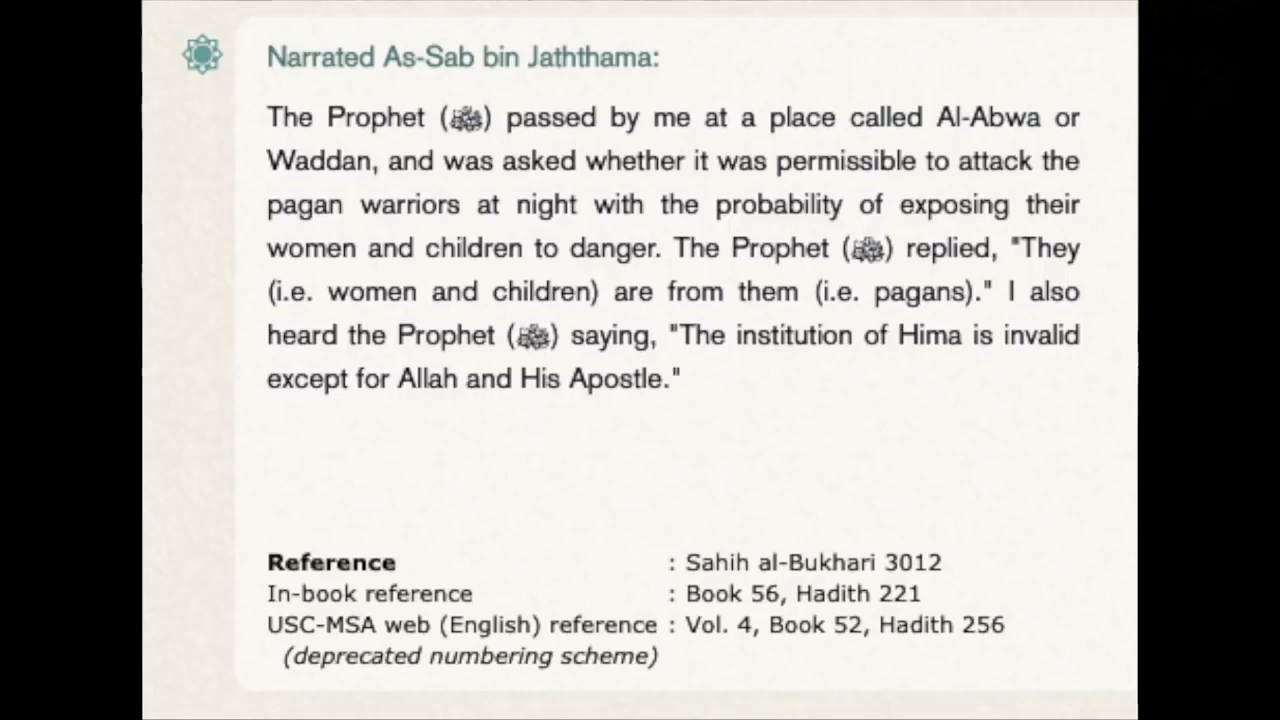 Narrated As-Sab bin Jaththama:
The Prophet (ﷺ) passed by me at a place called Al-Abwa or
Waddan, and was asked whether it was permissible to attack the
pagan warriors at night with the probability of exposing their
women and children to danger. The Prophet (ﷺ) replied, "They
(i.e. women and children) are from them (i.e. pagans)." I also
heard the Prophet (ﷺ) saying, "The institution of Hima is invalid
except for Allah and His Apostle."
Reference : Sahih al-Bukhari 3012
In-book reference : Book 56, Hadith 221
USC-MSA web (English) reference : Vol. 4, Book 52, Hadith 256
(deprecated numbering scheme)